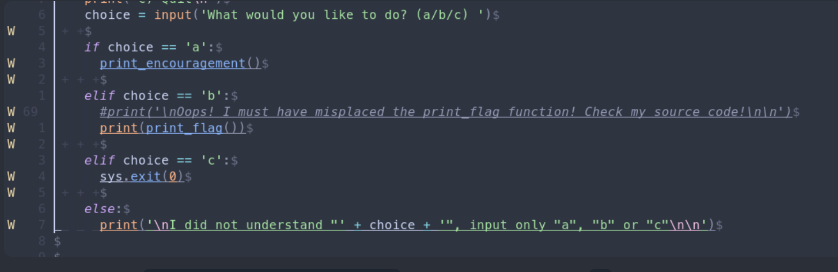 6 choice = input('What would you like to do? (a/b/c) ')$
W 5 + +$
4 if choice == 'a':$
W 3 print_encouragement()$
W 2 + + +$
1 elif choice == 'b':$
W 69 #print('\nOops! I must have misplaced the print_flag function! Check my source code!\n\n')$
W 1 print(print_flag())$
W 2 + + +$
3 elif choice == 'c':$
W 4 sys.exit(0)$
W 5 + + +$
6 else:$
W 7 print('\nI did not understand "' + choice + '", input only "a", "b" or "c"\n\n')$
8 $